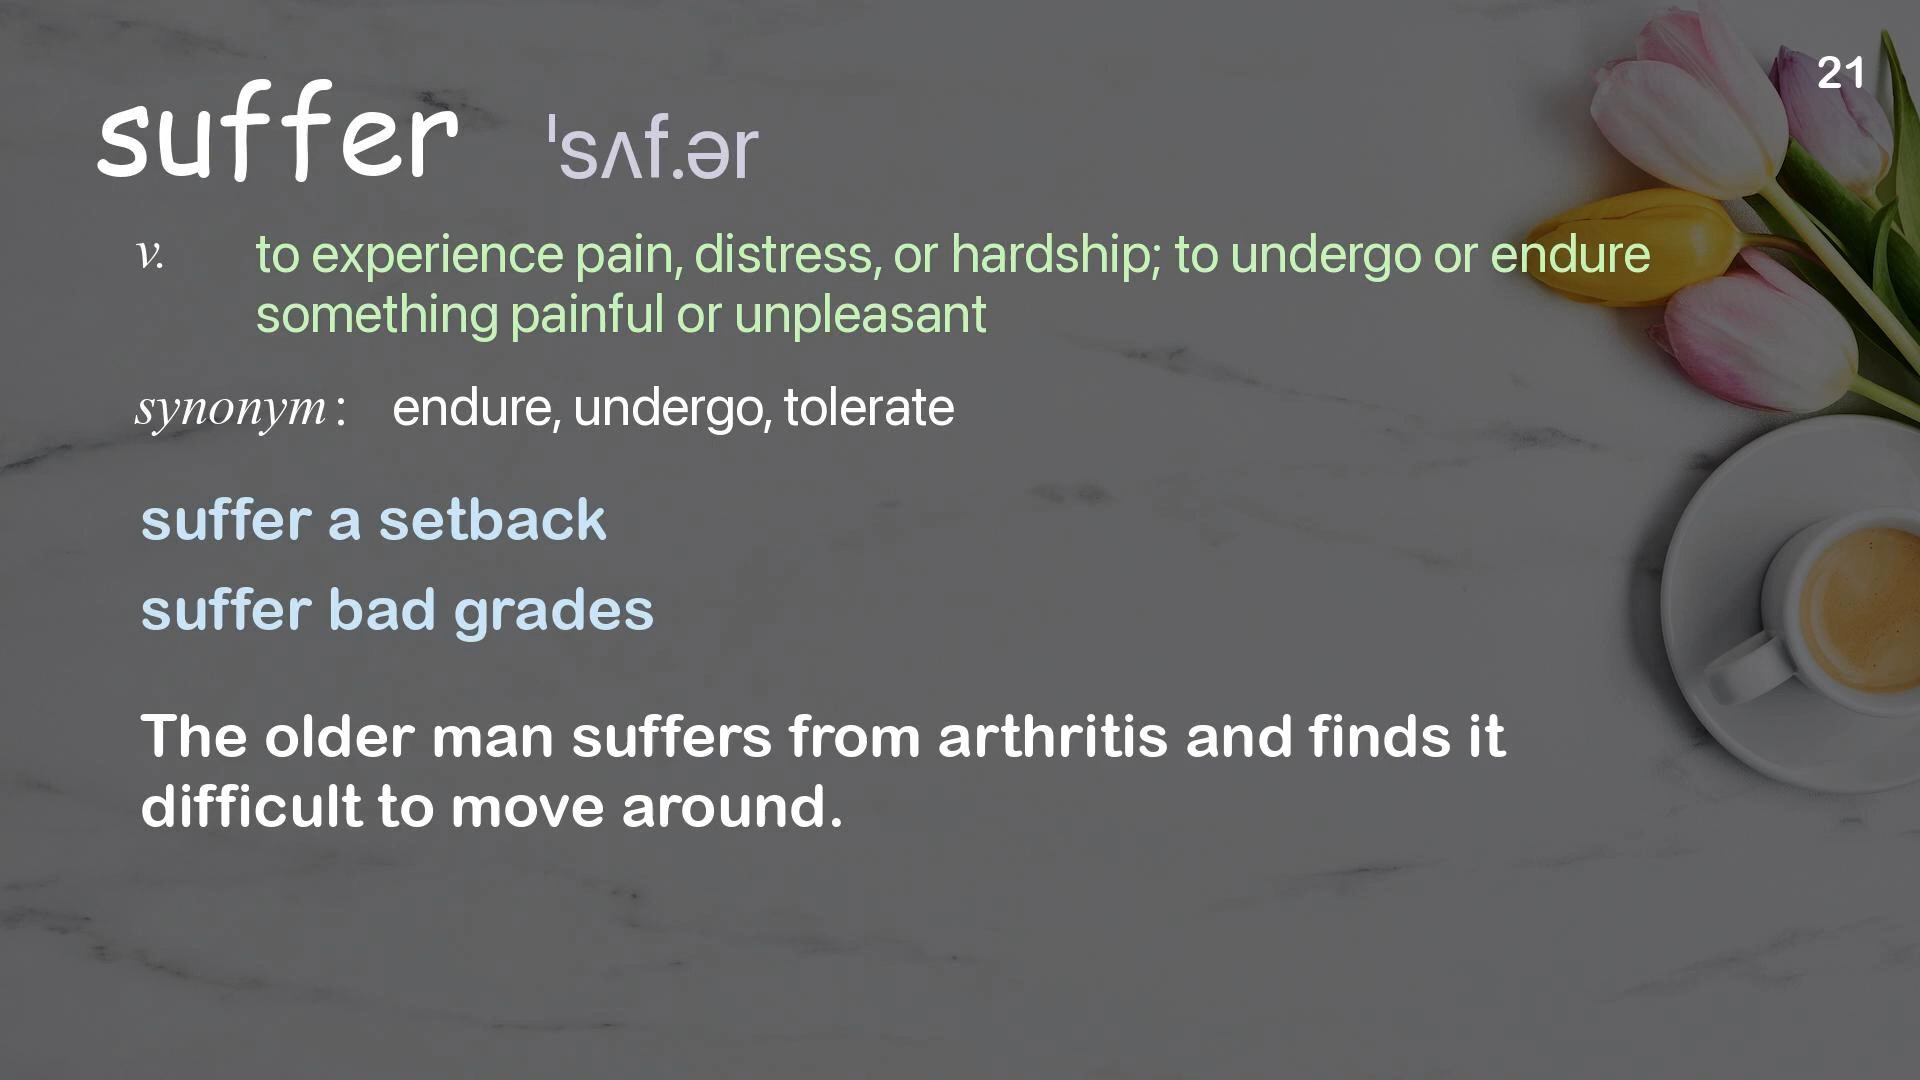 21
suffer ˈsʌf.ər
v. to experience pain, distress, or hardship; to undergo or endure
something painful or unpleasant
synonym: endure, undergo, tolerate
suffer a setback
suffer bad grades
The older man suffers from arthritis and finds it
difficult to move around.